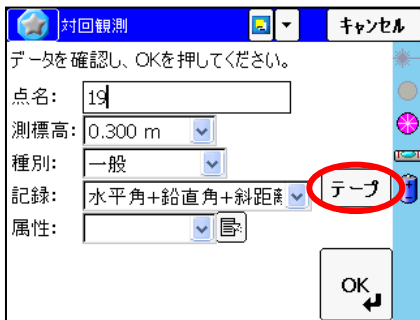 対回観測
キャンセル
データを確認し、OKを押してください。
点名: 19
測標高: 0.300 m
種別: 一般
記録: 水平角+鉛直角+斜距離
テープ
属性:
OK